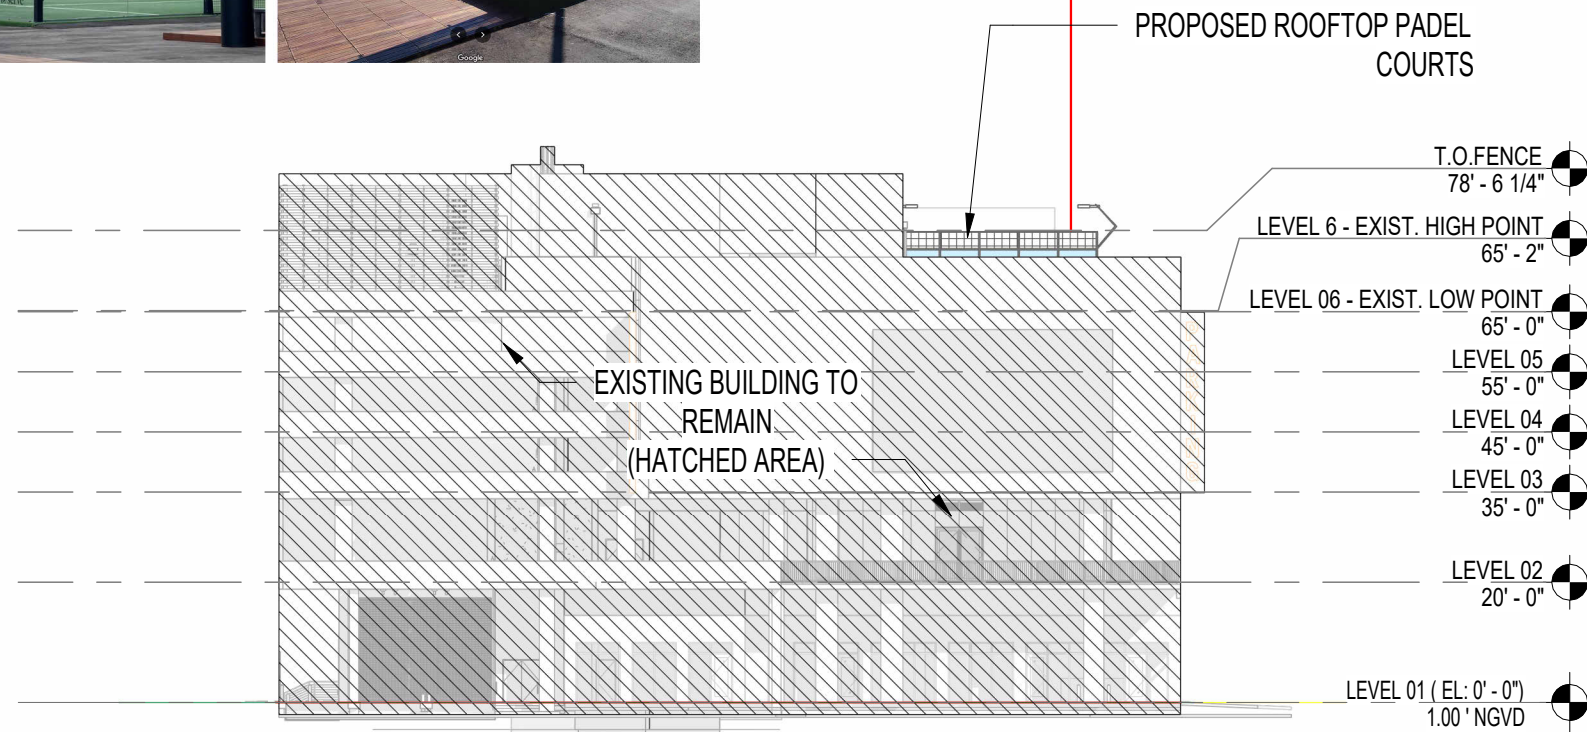 Google
PROPOSED ROOFTOP PADEL
COURTS
T.O.FENCE
78' - 6 1/4"
LEVEL 6 - EXIST. HIGH POINT
65' - 2"
LEVEL 06 - EXIST. LOW POINT
65' - 0"
LEVEL 05
55' - 0"
EXISTING BUILDING TO
REMAIN
(HATCHED AREA)
LEVEL 04
45' - 0"
LEVEL 03
35' - 0"
LEVEL 02
20' - 0"
LEVEL 01 ( EL: 0' - 0")
1.00 ' NGVD